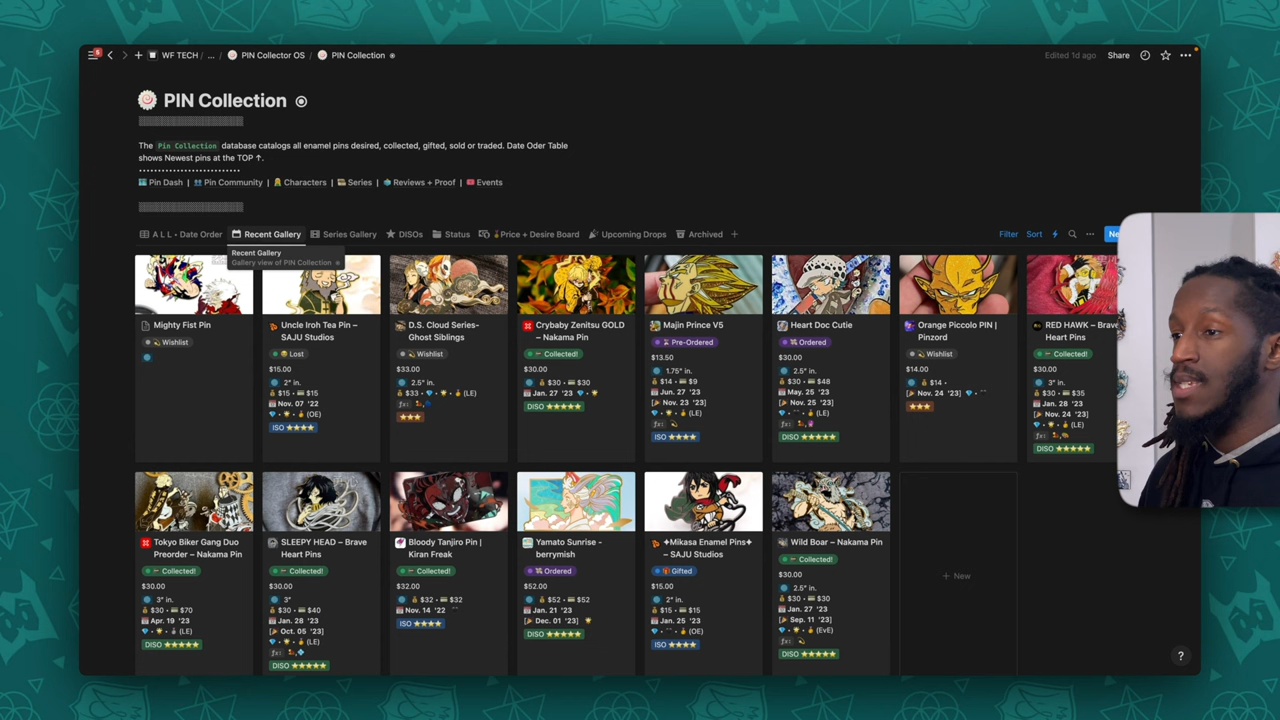 WF TECH / ... / PIN Collector OS / PIN Collection
Edited 1d ago Share
PIN Collection
The Pin Collection database catalogs all enamel pins desired, collected, gifted, sold or traded. Date Oder Table
shows Newest pins at the TOP ↑.
Pin Dash | Pin Community | Characters | Series | Reviews + Proof | Events
A L L • Date Order Recent Gallery Series Gallery DISOs Status Price + Desire Board Upcoming Drops Archived Filter Sort
Recent Gallery
Gallery view of PIN Collection
Mighty Fist Pin
Wishlist
Uncle Iroh Tea Pin –
SAJU Studios
Lost
$15.00
2" in.
$15 • $15
Nov. 07 '22
(OE)
ISO ★★★★
D.S. Cloud Series-
Ghost Siblings
Wishlist
$33.00
2.5" in.
$33 • (LE)
fx:
★★★
Crybaby Zenitsu GOLD
– Nakama Pin
Collected!
$30.00
$30 • $30
Jan. 27 '23
DISO ★★★★★
Majin Prince V5
Pre-Ordered
$13.50
1.75" in.
$14 • $9
Jun. 27 '23
[ Nov. 23 '23]
(LE)
fx:
ISO ★★★★
Heart Doc Cutie
Ordered
$30.00
2.5" in.
$30 • $48
May. 25 '23
[ Nov. 25 '23]
(LE)
fx:
DISO ★★★★★
Orange Piccolo PIN |
Pinzord
Wishlist
$14.00
$14 •
[ Nov. 24 '23]
★★★
RED HAWK – Brave
Heart Pins
Collected!
$30.00
3" in.
$30 • $35
Jan. 28 '23
[ Nov. 24 '23]
(LE)
fx:
DISO ★★★★★
Tokyo Biker Gang Duo
Preorder – Nakama Pin
Collected!
$30.00
3" in.
$30 • $70
Apr. 19 '23
(LE)
DISO ★★★★★
SLEEPY HEAD – Brave
Heart Pins
Collected!
$30.00
3"
$30 • $40
Jan. 28 '23
[ Oct. 05 '23]
(LE)
fx:
DISO ★★★★★
Bloody Tanjiro Pin |
Kiran Freak
Collected!
$32.00
$32 • $32
Nov. 14 '22
ISO ★★★★
Yamato Sunrise -
berrymish
Ordered
$52.00
$52 • $52
Jan. 21 '23
[ Dec. 01 '23]
DISO ★★★★★
✦Mikasa Enamel Pins✦
– SAJU Studios
Gifted
$15.00
2" in.
$15 • $15
Jan. 25 '23
(OE)
ISO ★★★★
Wild Boar – Nakama Pin
Collected!
$30.00
2.5" in.
$30 • $30
Jan. 27 '23
[ Sep. 11 '23]
(EvE)
fx:
DISO ★★★★★
+ New
?